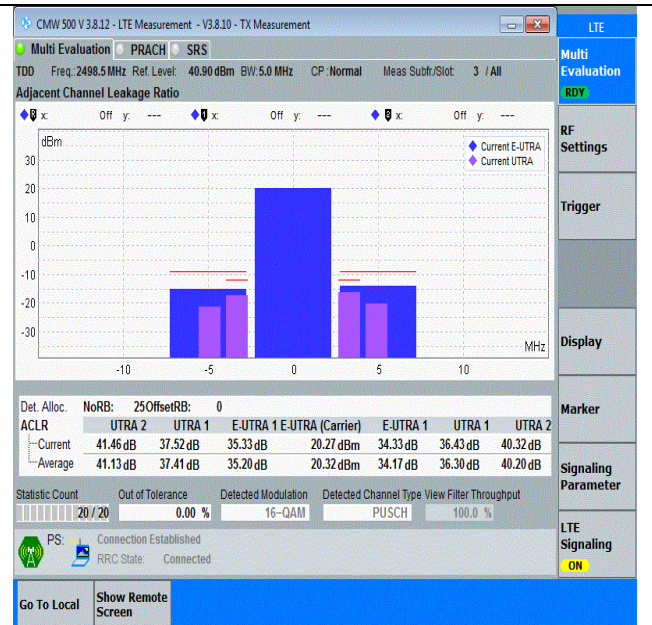 CMW 500 V 3.8.12 - LTE Measurement - V3.8.10 - TX Measurement
LTE
Multi Evaluation PRACH SRS
Multi Evaluation
RDY
TDD Freq.: 2498.5 MHz Ref. Level: 40.90 dBm BW: 5.0 MHz CP : Normal Meas Subfr./Slot: 3 / All
Adjacent Channel Leakage Ratio
0 x: Off y: --- 1 x: Off y: --- 2 x: Off y: ---
dBm
Current E-UTRA
Current UTRA
30
20
10
0
-10
-20
-30
MHz
-10 -5 0 5 10
RF
Settings
Trigger
Display
Marker
Signaling
Parameter
LTE
Signaling
ON
Det. Alloc. NoRB: 25 OffsetRB: 0
ACLR UTRA 2 UTRA 1 E-UTRA 1 E-UTRA (Carrier) E-UTRA 1 UTRA 1 UTRA 2
Current 41.46 dB 37.52 dB 35.33 dB 20.27 dBm 34.33 dB 36.43 dB 40.32 dB
Average 41.13 dB 37.41 dB 35.20 dB 20.32 dBm 34.17 dB 36.30 dB 40.20 dB
Statistic Count Out of Tolerance Detected Modulation Detected Channel Type View Filter Throughput
20 / 20 0.00 % 16-QAM PUSCH 100.0 %
PS: Connection Established
RRC State: Connected
Go To Local
Show Remote
Screen